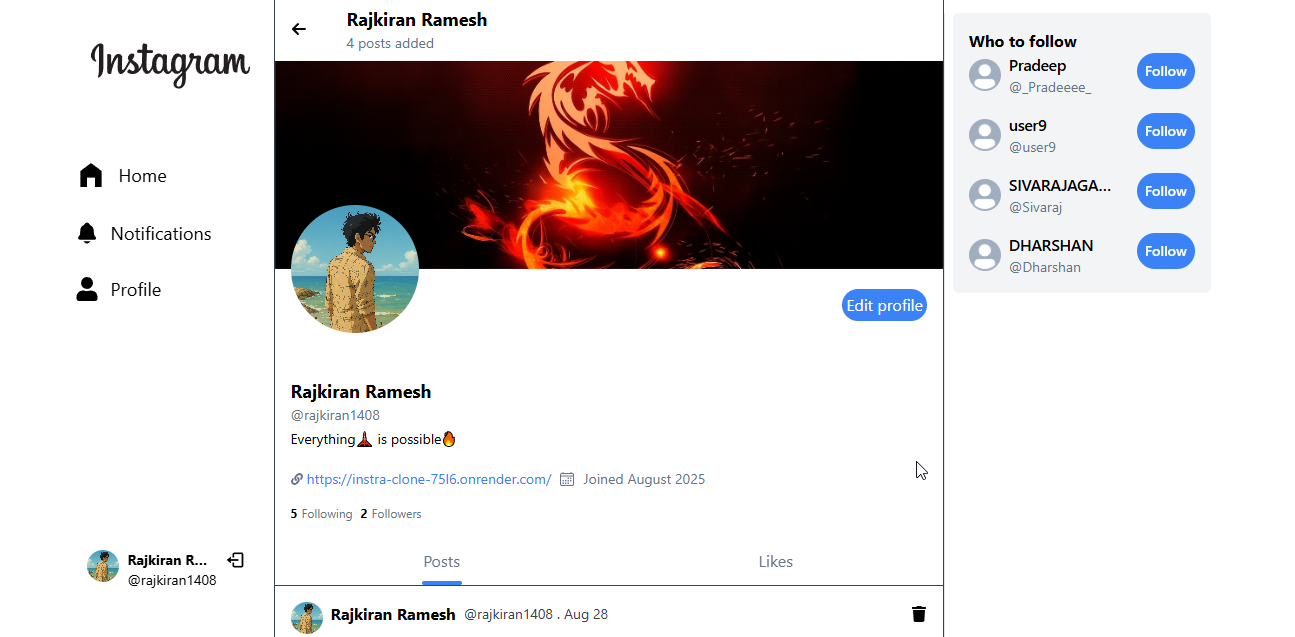 Instagram
Home
Notifications
Profile
Rajkiran R...
@rajkiran1408
Rajkiran Ramesh
4 posts added
Edit profile
Rajkiran Ramesh
@rajkiran1408
Everything🗼 is possible🔥
https://instra-clone-75l6.onrender.com/ Joined August 2025
5 Following 2 Followers
Posts Likes
Rajkiran Ramesh @rajkiran1408 . Aug 28
Who to follow
Pradeep
@_Pradeeee_
Follow
user9
@user9
Follow
SIVARAJAGA...
@Sivaraj
Follow
DHARSHAN
@Dharshan
Follow